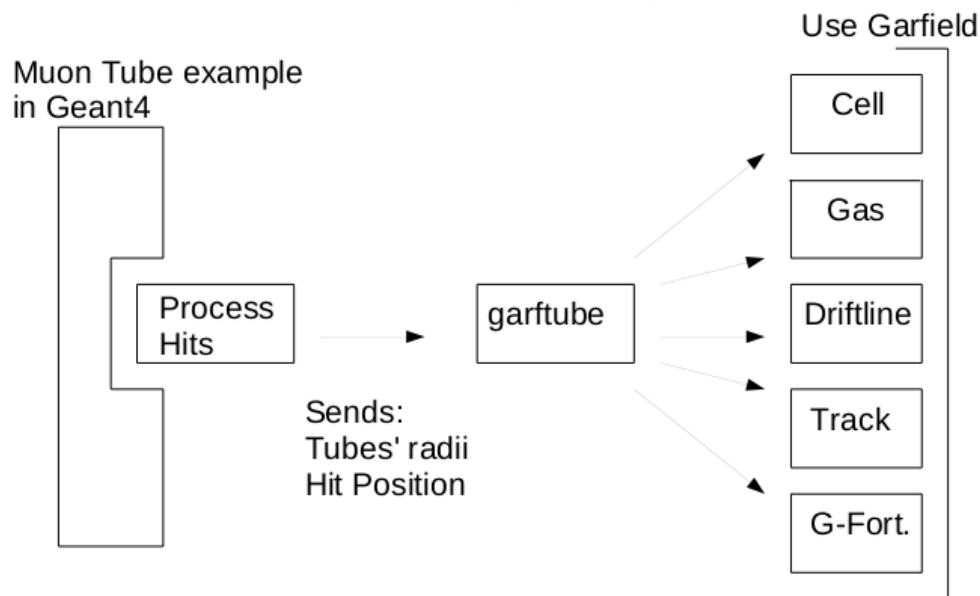 Use Garfield
Muon Tube example
in Geant4
Cell
Gas
Process
Hits
garftube
Driftline
Sends:
Tubes' radii
Hit Position
Track
G-Fort.